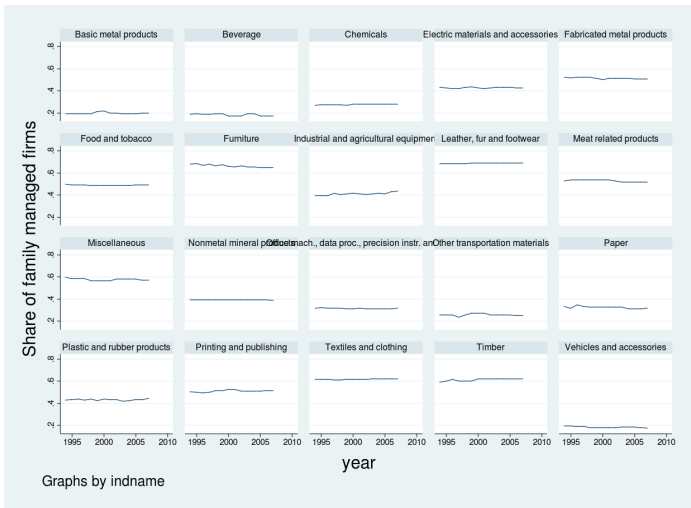 Basic metal products
Beverage
Chemicals
Electric materials and accessories
Fabricated metal products
.2 .4 .6 .8
Food and tobacco
Furniture
Industrial and agricultural equipmen
Leather, fur and footwear
Meat related products
.2 .4 .6 .8
Miscellaneous
Nonmetal mineral products
mach., data proc., precision instr. an
Other transportation materials
Paper
.2 .4 .6 .8
Plastic and rubber products
Printing and publishing
Textiles and clothing
Timber
Vehicles and accessories
.2 .4 .6 .8
Share of family managed firms
1995 2000 2005 2010
1995 2000 2005 2010
1995 2000 2005 2010
1995 2000 2005 2010
1995 2000 2005 2010
year
Graphs by indname